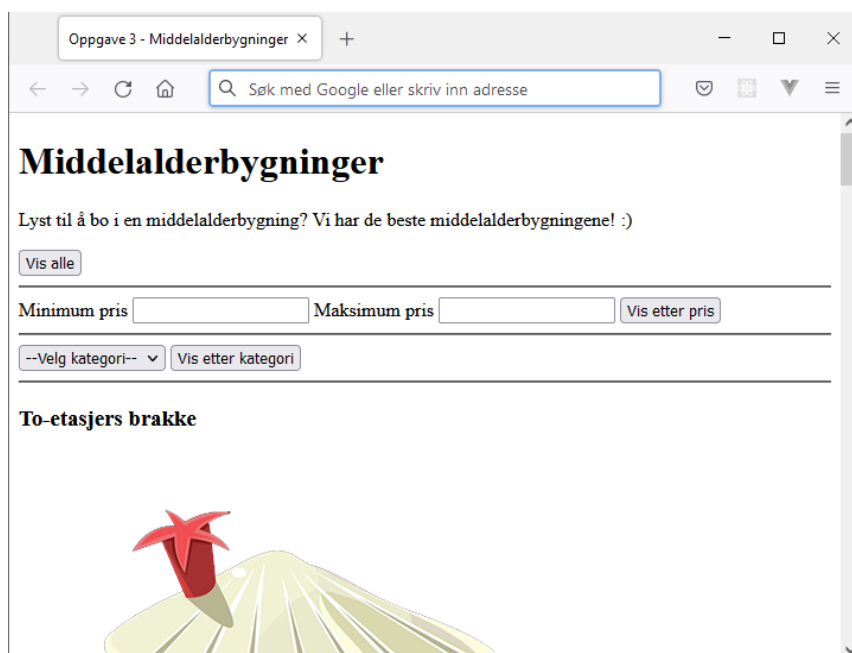 Oppgave 3 - Middelalderbygninger
Søk med Google eller skriv inn adresse
Middelalderbygninger
Lyst til å bo i en middelalderbygning? Vi har de beste middelalderbygningene! :)
Vis alle
Minimum pris Maksimum pris Vis etter pris
--Velg kategori-- Vis etter kategori
To-etasjers brakke